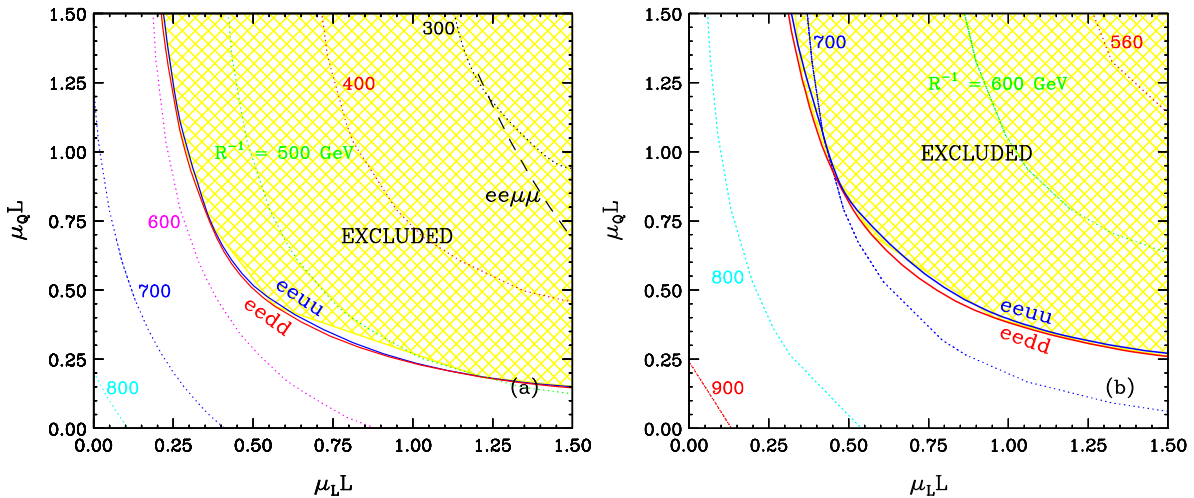 1.50
1.25
1.00
0.75
0.50
0.25
0.00
0.00 0.25 0.50 0.75 1.00 1.25 1.50
μ_Q L
μ_L L
300
400
R⁻¹ = 500 GeV
eeμμ
600
EXCLUDED
700
eeuu
eedd
800
(a)
1.50
1.25
1.00
0.75
0.50
0.25
0.00
0.00 0.25 0.50 0.75 1.00 1.25 1.50
μ_Q L
μ_L L
700
560
R⁻¹ = 600 GeV
EXCLUDED
800
eeuu
eedd
900
(b)